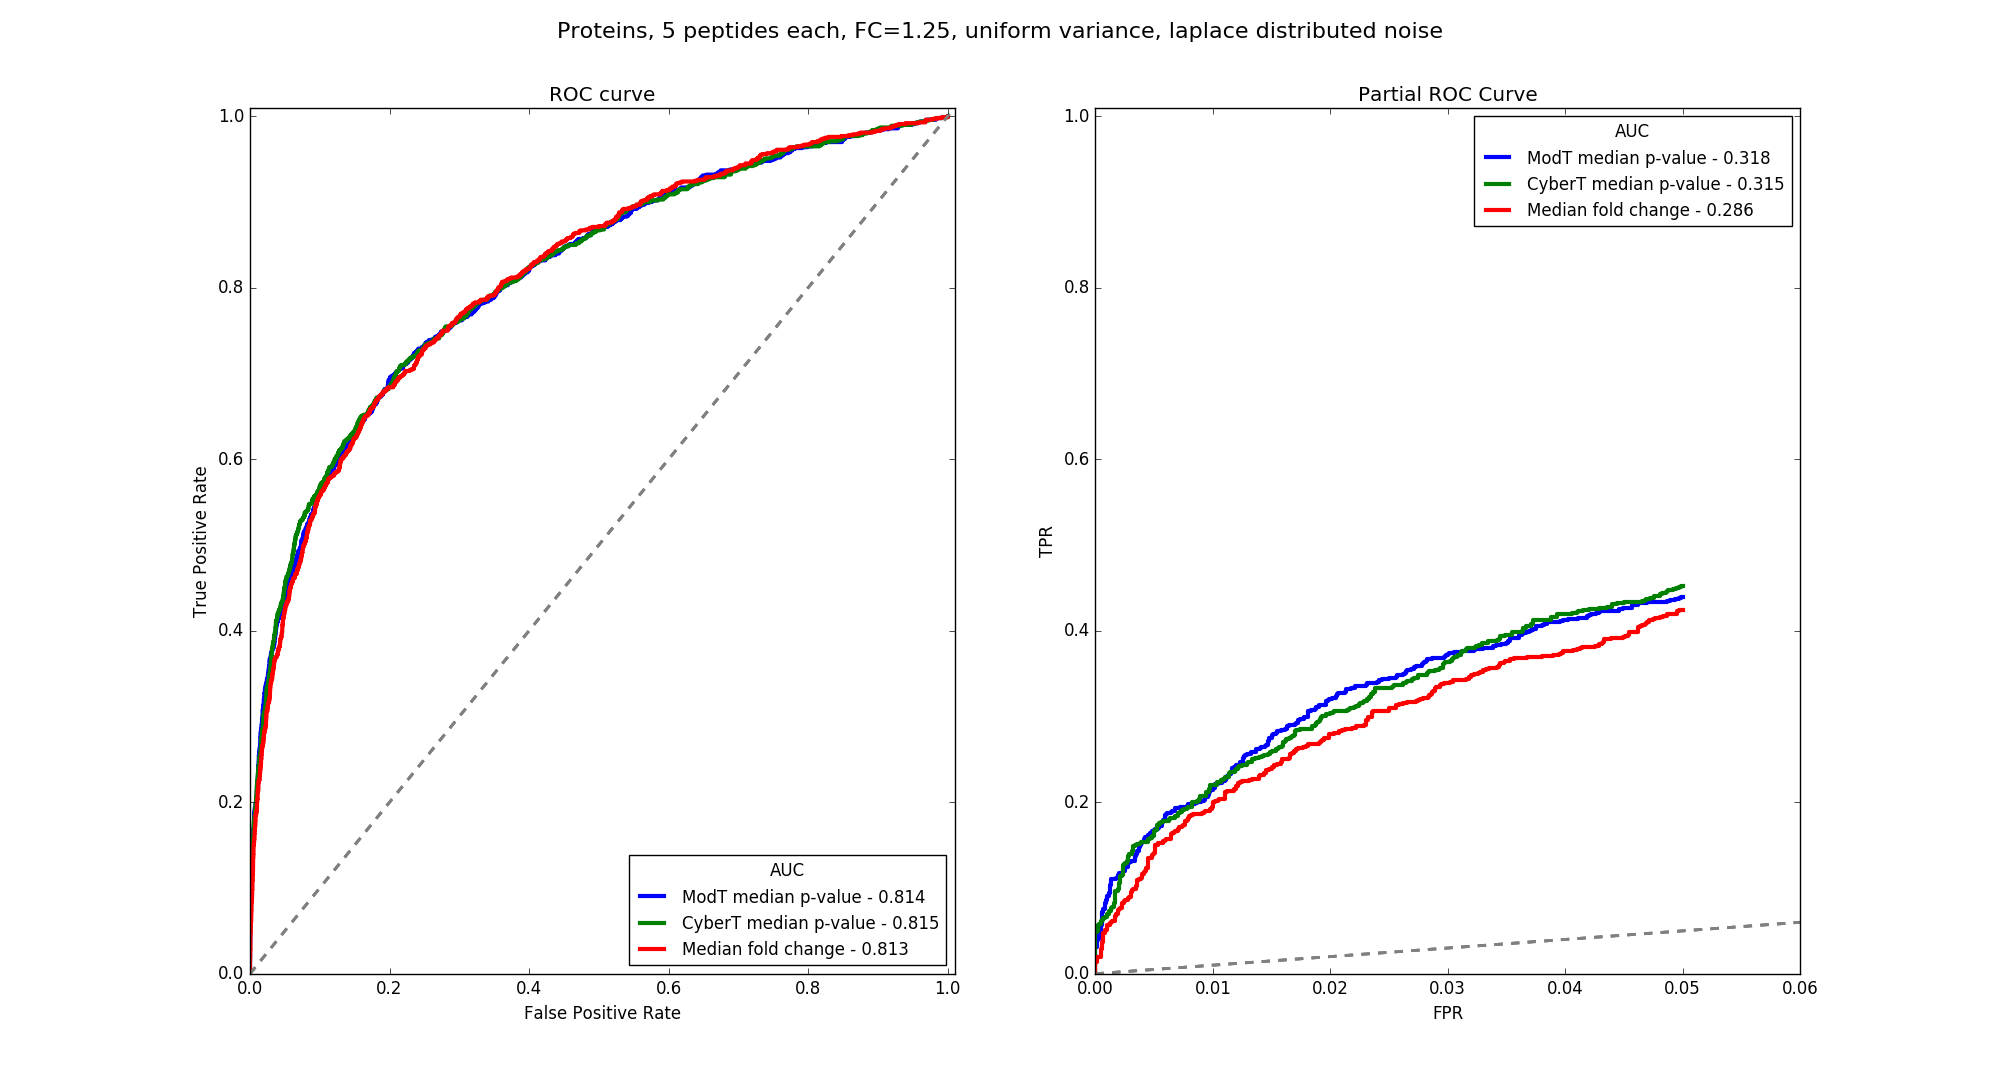 Proteins, 5 peptides each, FC=1.25, uniform variance, laplace distributed noise
ROC curve
1.0
0.8
0.6
0.4
0.2
0.0
True Positive Rate
AUC
ModT median p-value - 0.814
CyberT median p-value - 0.815
Median fold change - 0.813
0.0 0.2 0.4 0.6 0.8 1.0
False Positive Rate
Partial ROC Curve
1.0
0.8
0.6
0.4
0.2
0.0
TPR
AUC
ModT median p-value - 0.318
CyberT median p-value - 0.315
Median fold change - 0.286
0.00 0.01 0.02 0.03 0.04 0.05 0.06
FPR